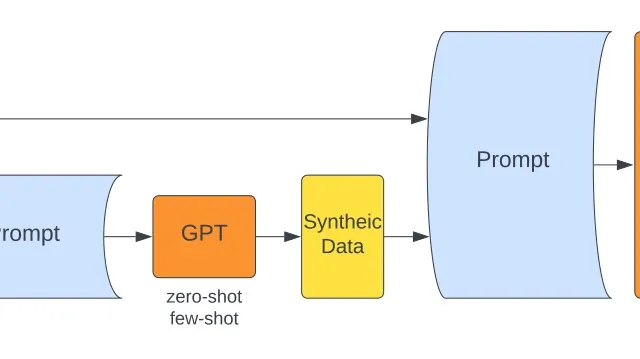 Prompt
rompt
GPT
Syntheic
Data
zero-shot
few-shot